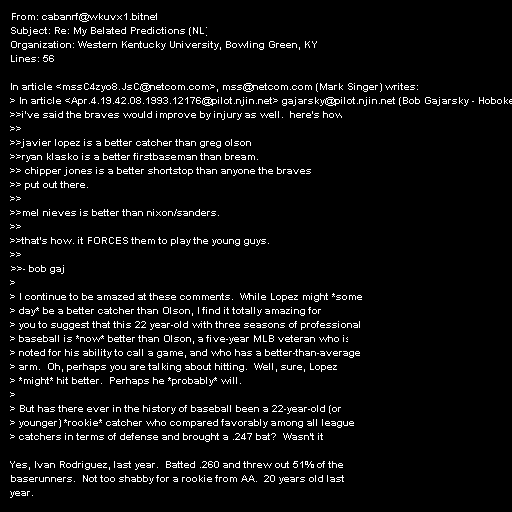 From: cabanrf@wkuvx1.bitnet
Subject: Re: My Belated Predictions (NL)
Organization: Western Kentucky University, Bowling Green, KY
Lines: 56

In article <mssC4zyo8.JsC@netcom.com>, mss@netcom.com (Mark Singer) writes:
> In article <Apr.4.19.42.08.1993.12176@pilot.njin.net> gajarsky@pilot.njin.net (Bob Gajarsky - Hoboke
>>i've said the braves would improve by injury as well.  here's how.
>>
>>javier lopez is a better catcher than greg olson
>>ryan klasko is a better firstbaseman than bream.
>> chipper jones is a better shortstop than anyone the braves
>> put out there.
>>
>>mel nieves is better than nixon/sanders.
>>
>>that's how. it FORCES them to play the young guys.
>>
>>- bob gaj
>
> I continue to be amazed at these comments.  While Lopez might *some
> day* be a better catcher than Olson, I find it totally amazing for
> you to suggest that this 22 year-old with three seasons of professional
> baseball is *now* better than Olson, a five-year MLB veteran who is
> noted for his ability to call a game, and who has a better-than-average
> arm.  Oh, perhaps you are talking about hitting.  Well, sure, Lopez
> *might* hit better.  Perhaps he *probably* will.
>
> But has there ever in the history of baseball been a 22-year-old (or
> younger) *rookie* catcher who compared favorably among all league
> catchers in terms of defense and brought a .247 bat?  Wasn't it

Yes, Ivan Rodriguez, last year.  Batted .260 and threw out 51% of the
baserunners.  Not too shabby for a rookie from AA.  20 years old last
year.